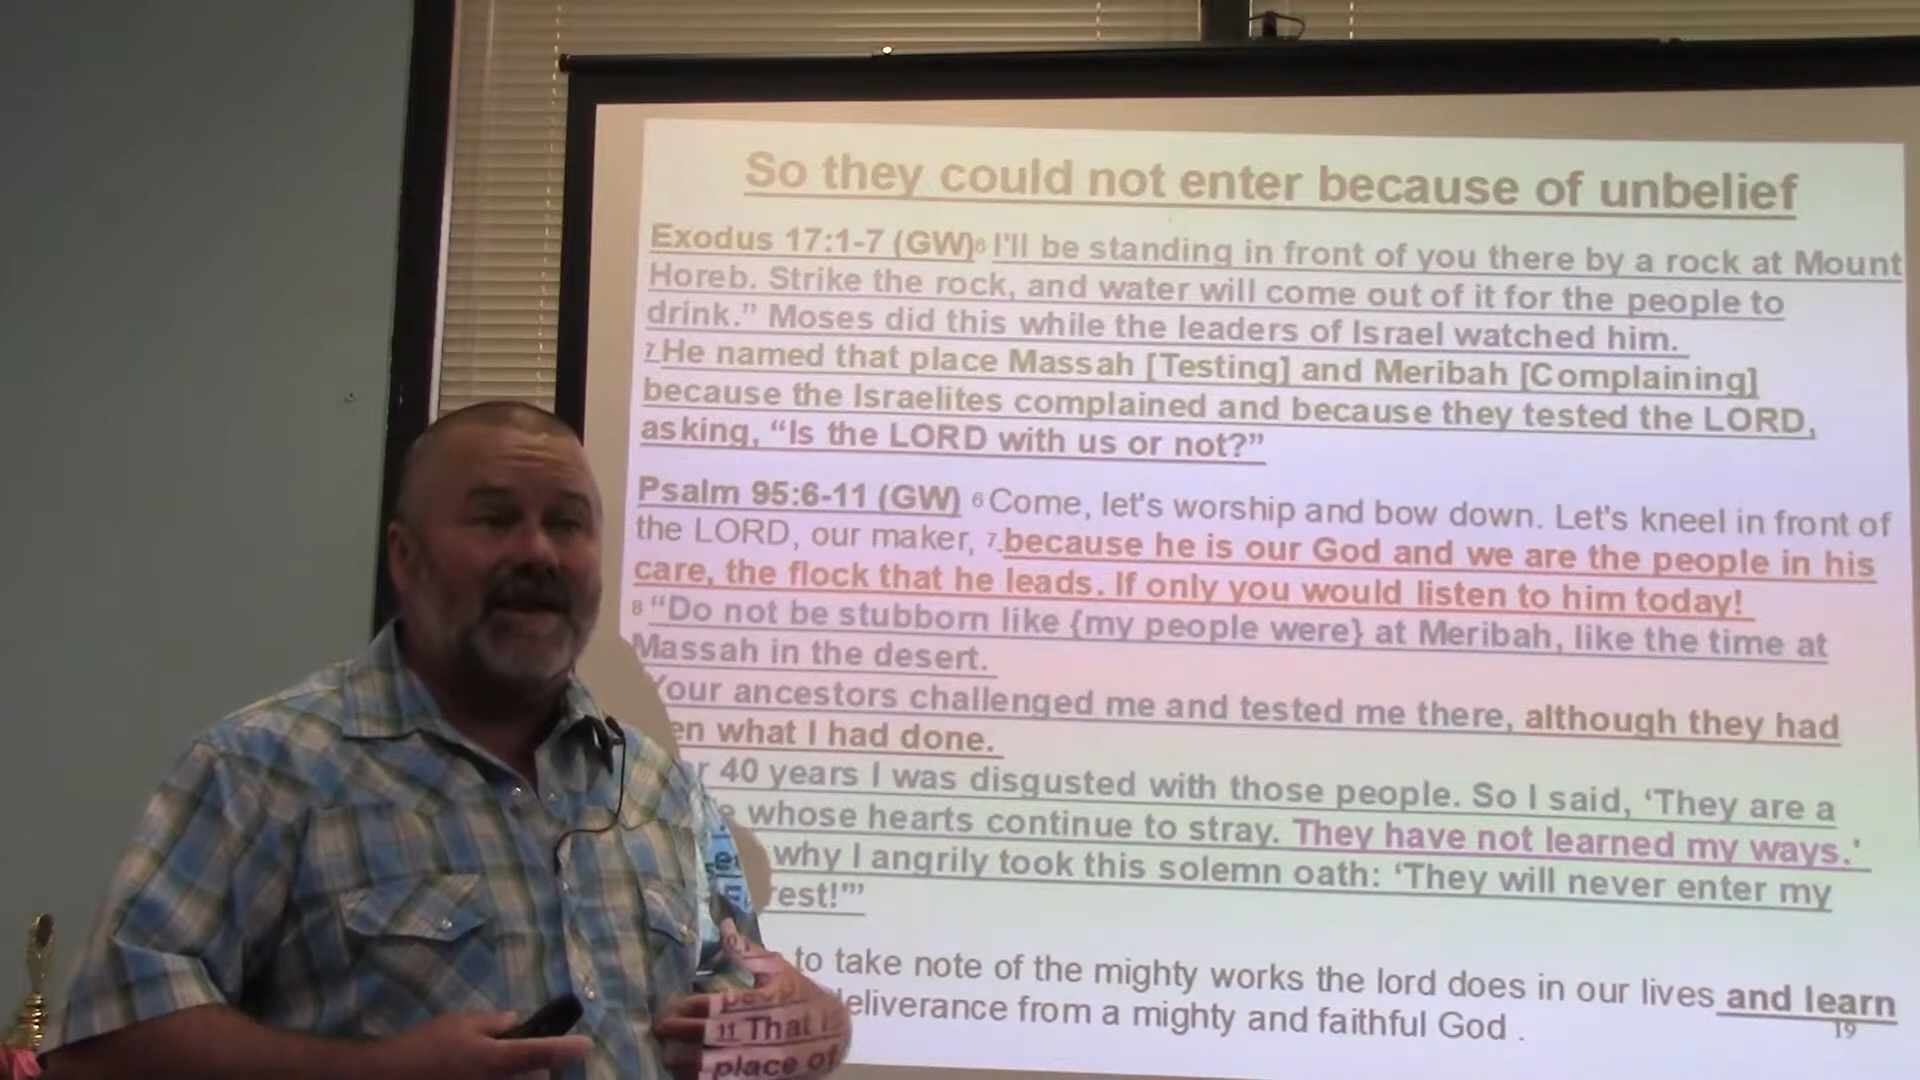 So they could not enter because of unbelief
Exodus 17:1-7 (GW)6 I'll be standing in front of you there by a rock at Mount
Horeb. Strike the rock, and water will come out of it for the people to
drink.” Moses did this while the leaders of Israel watched him.
7 He named that place Massah [Testing] and Meribah [Complaining]
because the Israelites complained and because they tested the LORD,
asking, “Is the LORD with us or not?”
Psalm 95:6-11 (GW) 6 Come, let's worship and bow down. Let's kneel in front of
the LORD, our maker, 7 because he is our God and we are the people in his
care, the flock that he leads. If only you would listen to him today!
8 “Do not be stubborn like {my people were} at Meribah, like the time at
Massah in the desert.
Your ancestors challenged me and tested me there, although they had
en what I had done.
r 40 years I was disgusted with those people. So I said, ‘They are a
e whose hearts continue to stray. They have not learned my ways.’
why I angrily took this solemn oath: ‘They will never enter my
rest!’”
to take note of the mighty works the lord does in our lives and learn
deliverance from a mighty and faithful God .
11 That i
place of
19